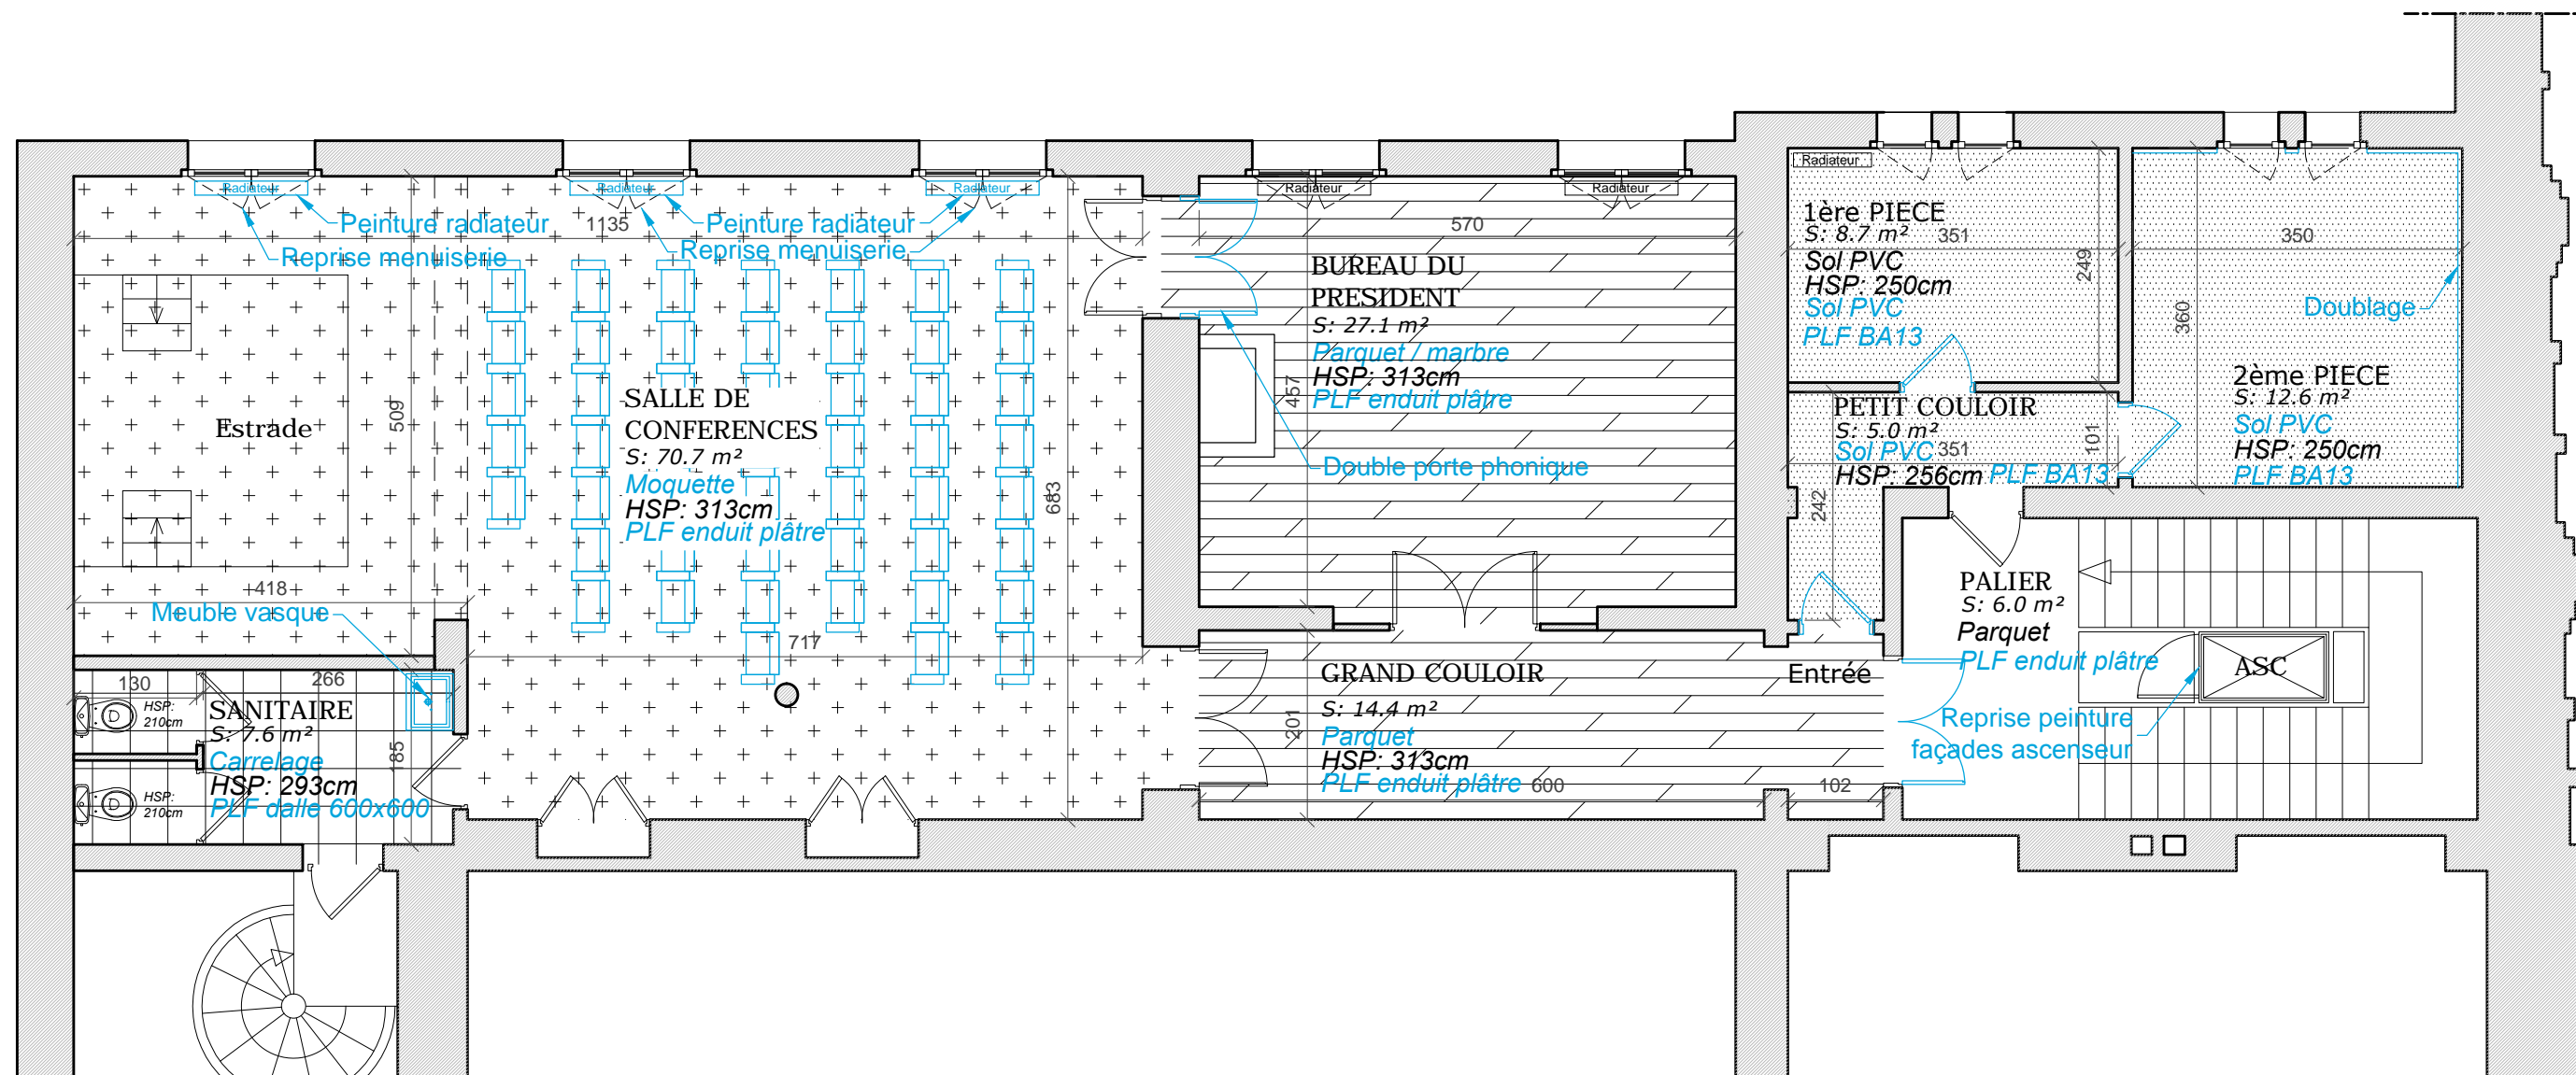 Radiateur
Radiateur
Radiateur
Peinture radiateur
Reprise menuiserie
1135
Peinture radiateur
Reprise menuiserie
Estrade
509
418
Meuble vasque
SALLE DE
CONFERENCES
S: 70.7 m²
Moquette
HSP: 313cm
PLF enduit plâtre
683
717
130
266
HSP:
210cm
HSP:
210cm
SANITAIRE
S: 7.6 m²
Carrelage
HSP: 293cm
PLF dalle 600x600
185
Radiateur
Radiateur
570
BUREAU DU
PRESIDENT
S: 27.1 m²
Parquet / marbre
HSP: 313cm
PLF enduit plâtre
457
Double porte phonique
GRAND COULOIR
S: 14.4 m²
Parquet
HSP: 313cm
PLF enduit plâtre
201
600
102
Entrée
Radiateur
1ère PIECE
S: 8.7 m²
351
Sol PVC
HSP: 250cm
Sol PVC
PLF BA13
249
350
360
Doublage
2ème PIECE
S: 12.6 m²
Sol PVC
HSP: 250cm
PLF BA13
PETIT COULOIR
S: 5.0 m²
Sol PVC
351
HSP: 256cm PLF BA13
101
242
PALIER
S: 6.0 m²
Parquet
PLF enduit plâtre
ASC
Reprise peinture
façades ascenseur